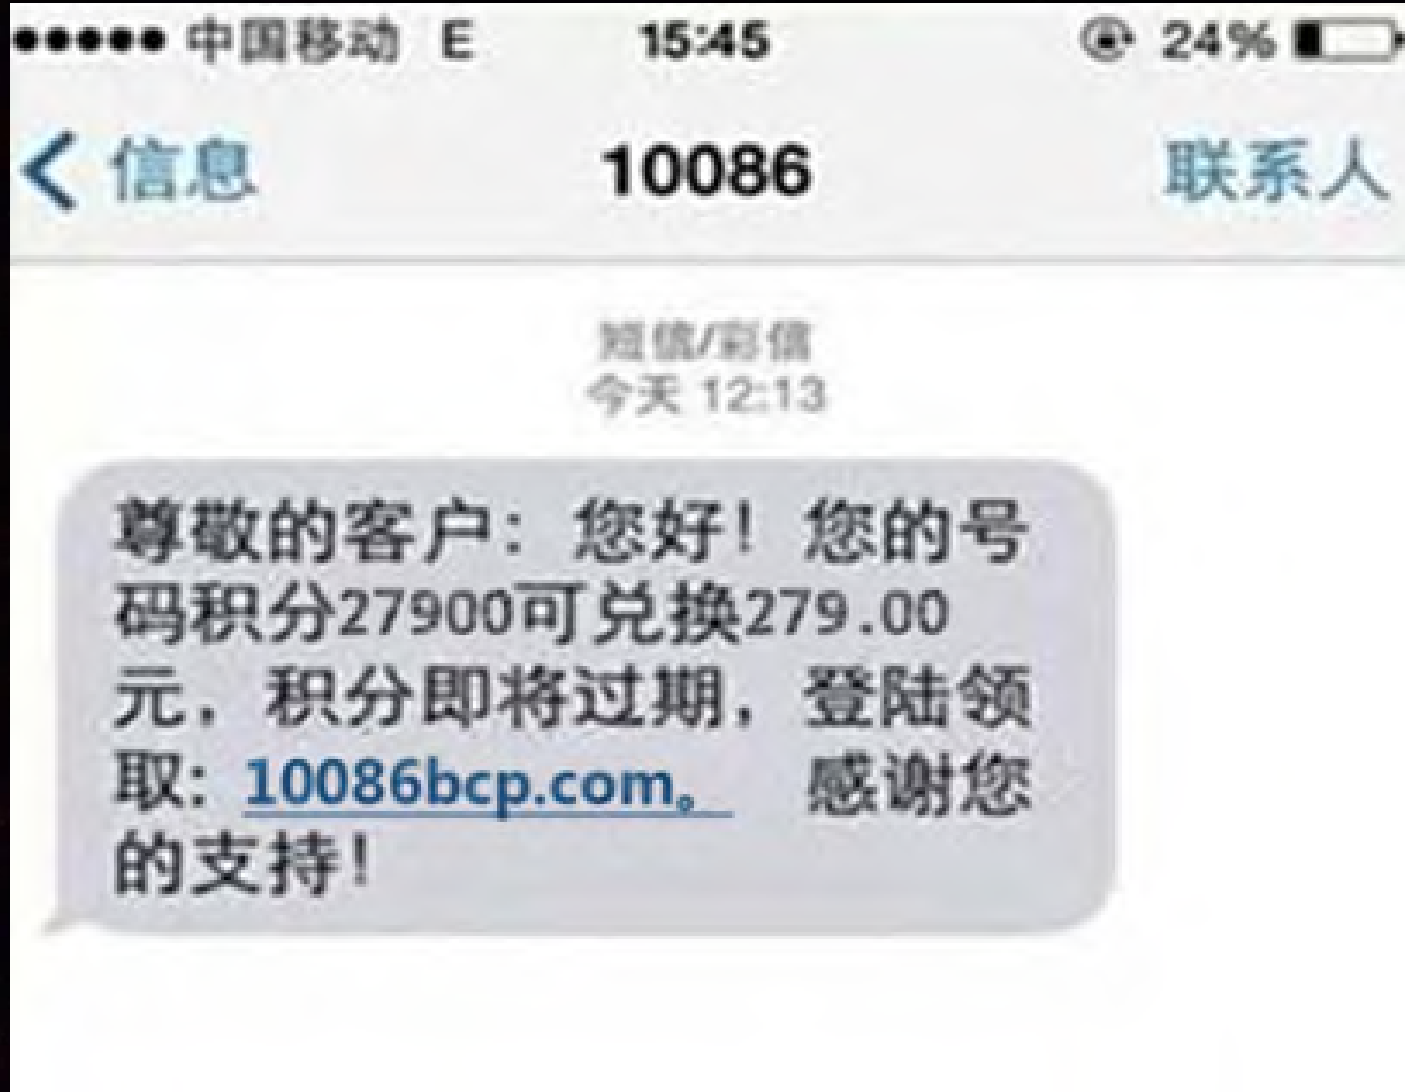 中国移动 E 15:45 24%
信息 10086 联系人
短信/彩信
今天 12:13
尊敬的客户：您好！您的号
码积分27900可兑换279.00
元，积分即将过期，登陆领
取: 10086bcp.com。 感谢您
的支持！